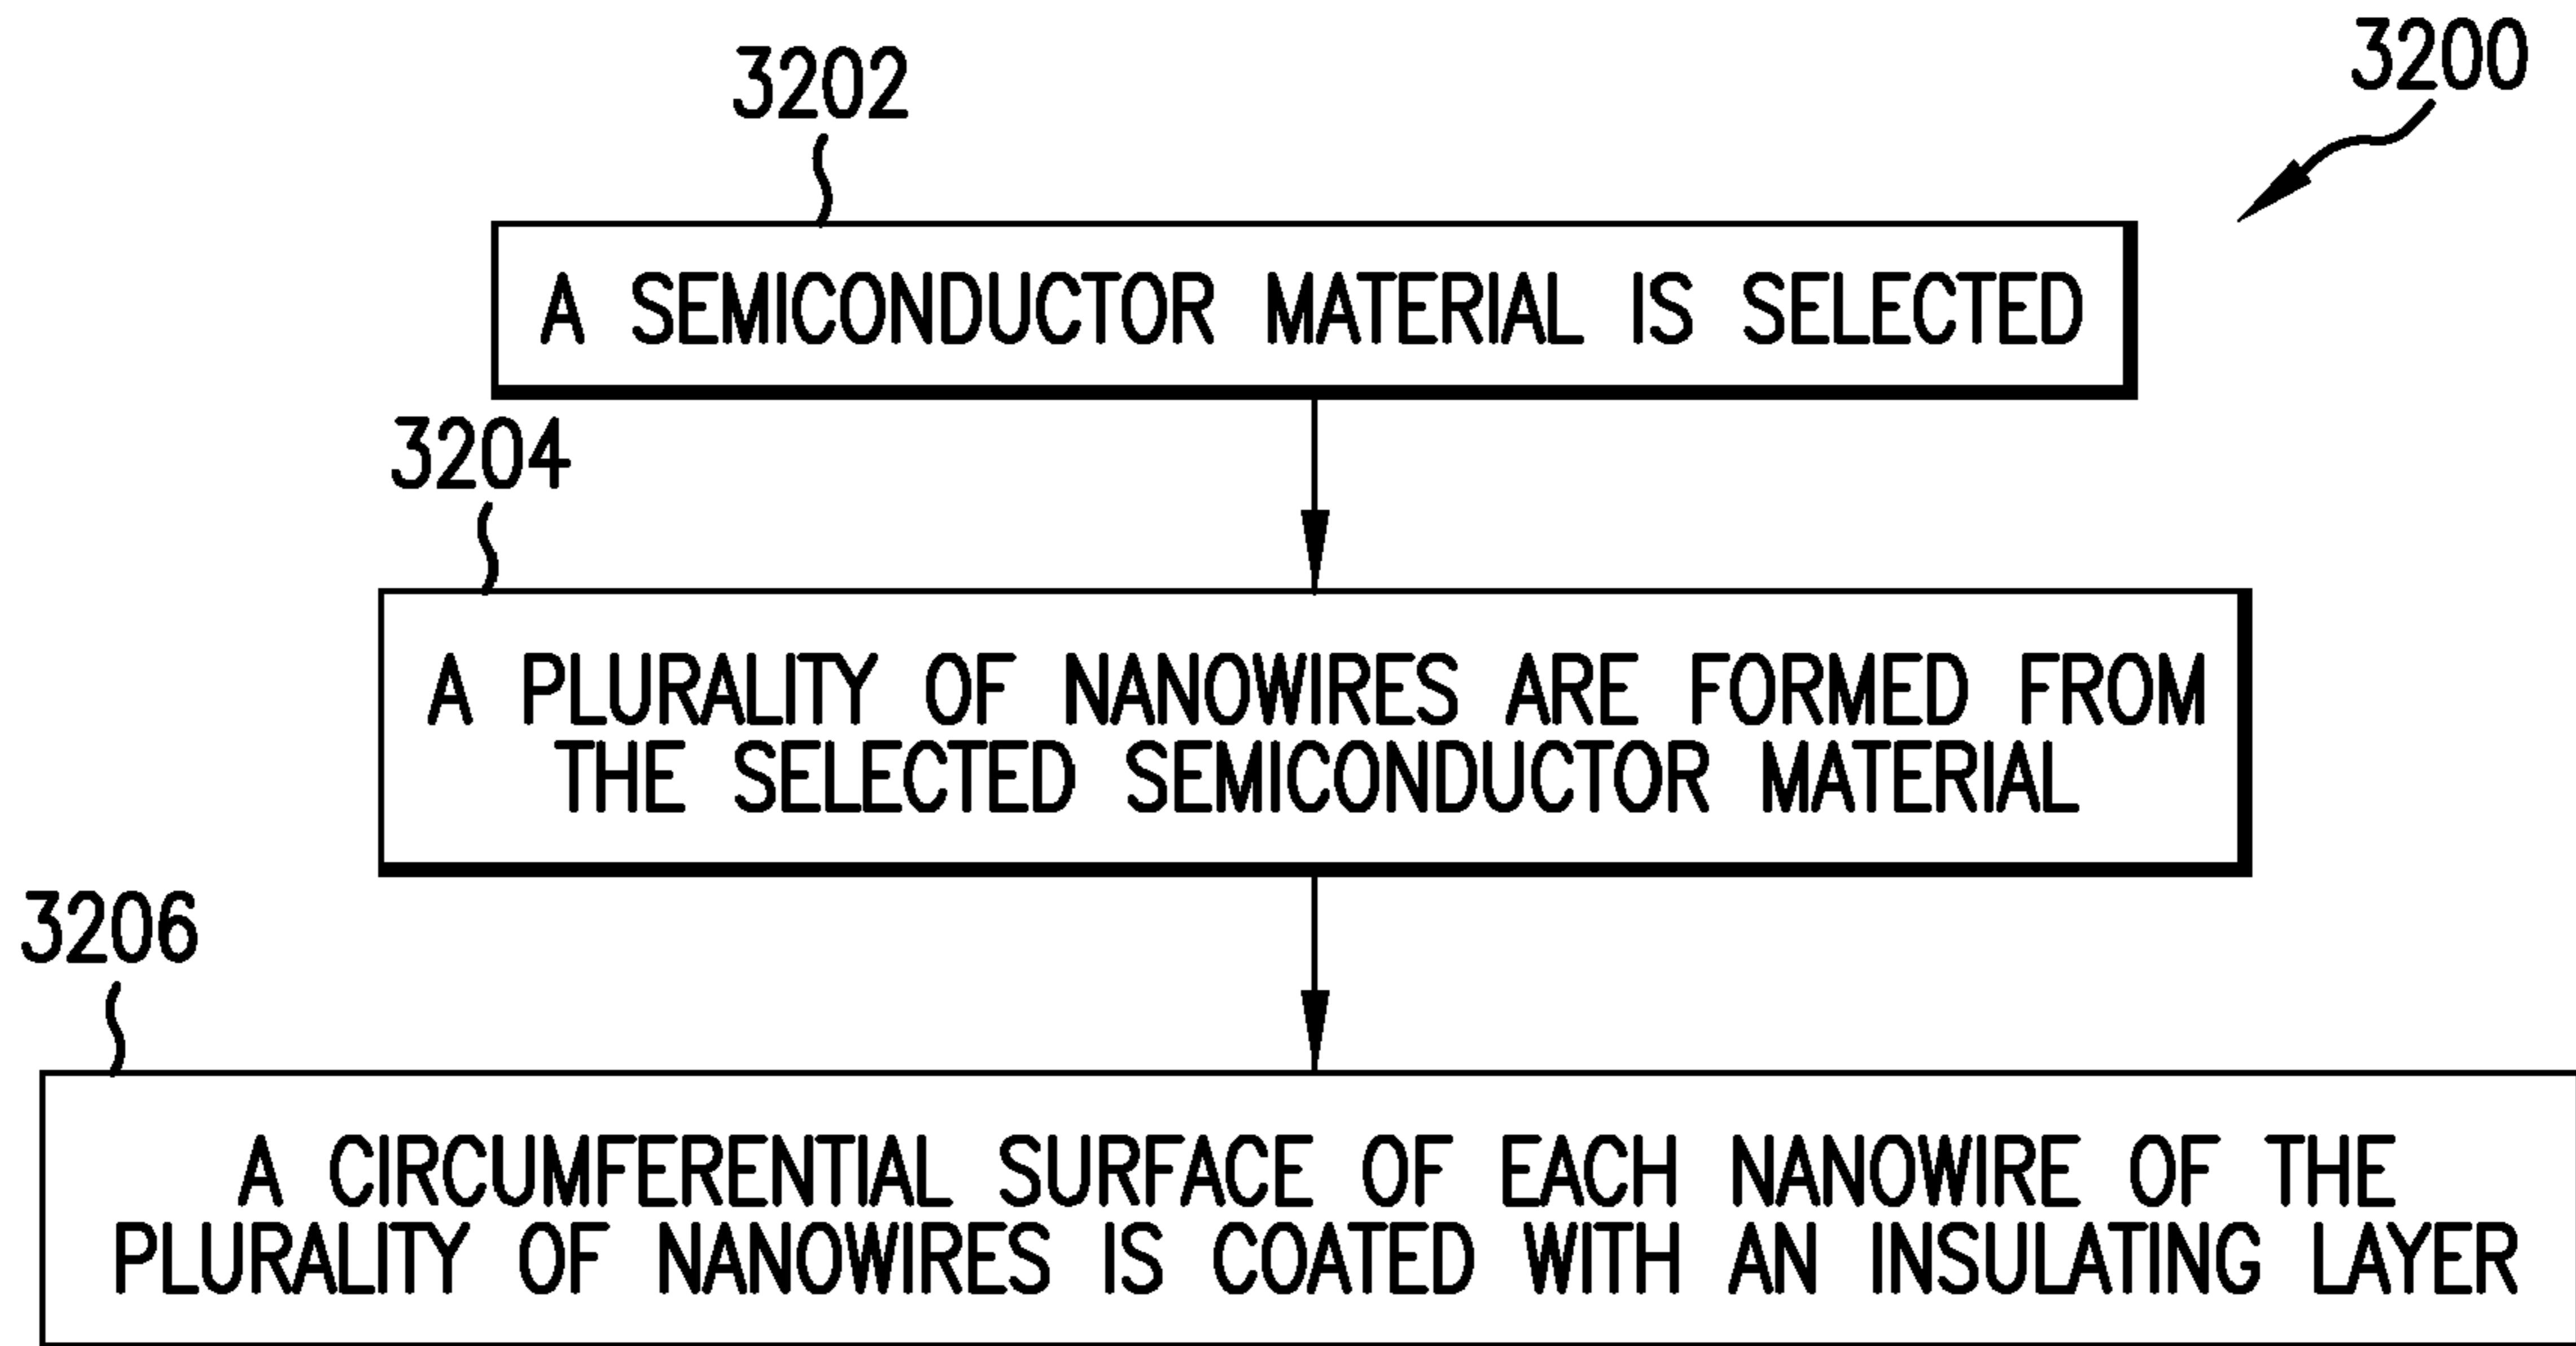 3200
3202
A SEMICONDUCTOR MATERIAL IS SELECTED
3204
A PLURALITY OF NANOWIRES ARE FORMED FROM
THE SELECTED SEMICONDUCTOR MATERIAL
3206
A CIRCUMFERENTIAL SURFACE OF EACH NANOWIRE OF THE
PLURALITY OF NANOWIRES IS COATED WITH AN INSULATING LAYER